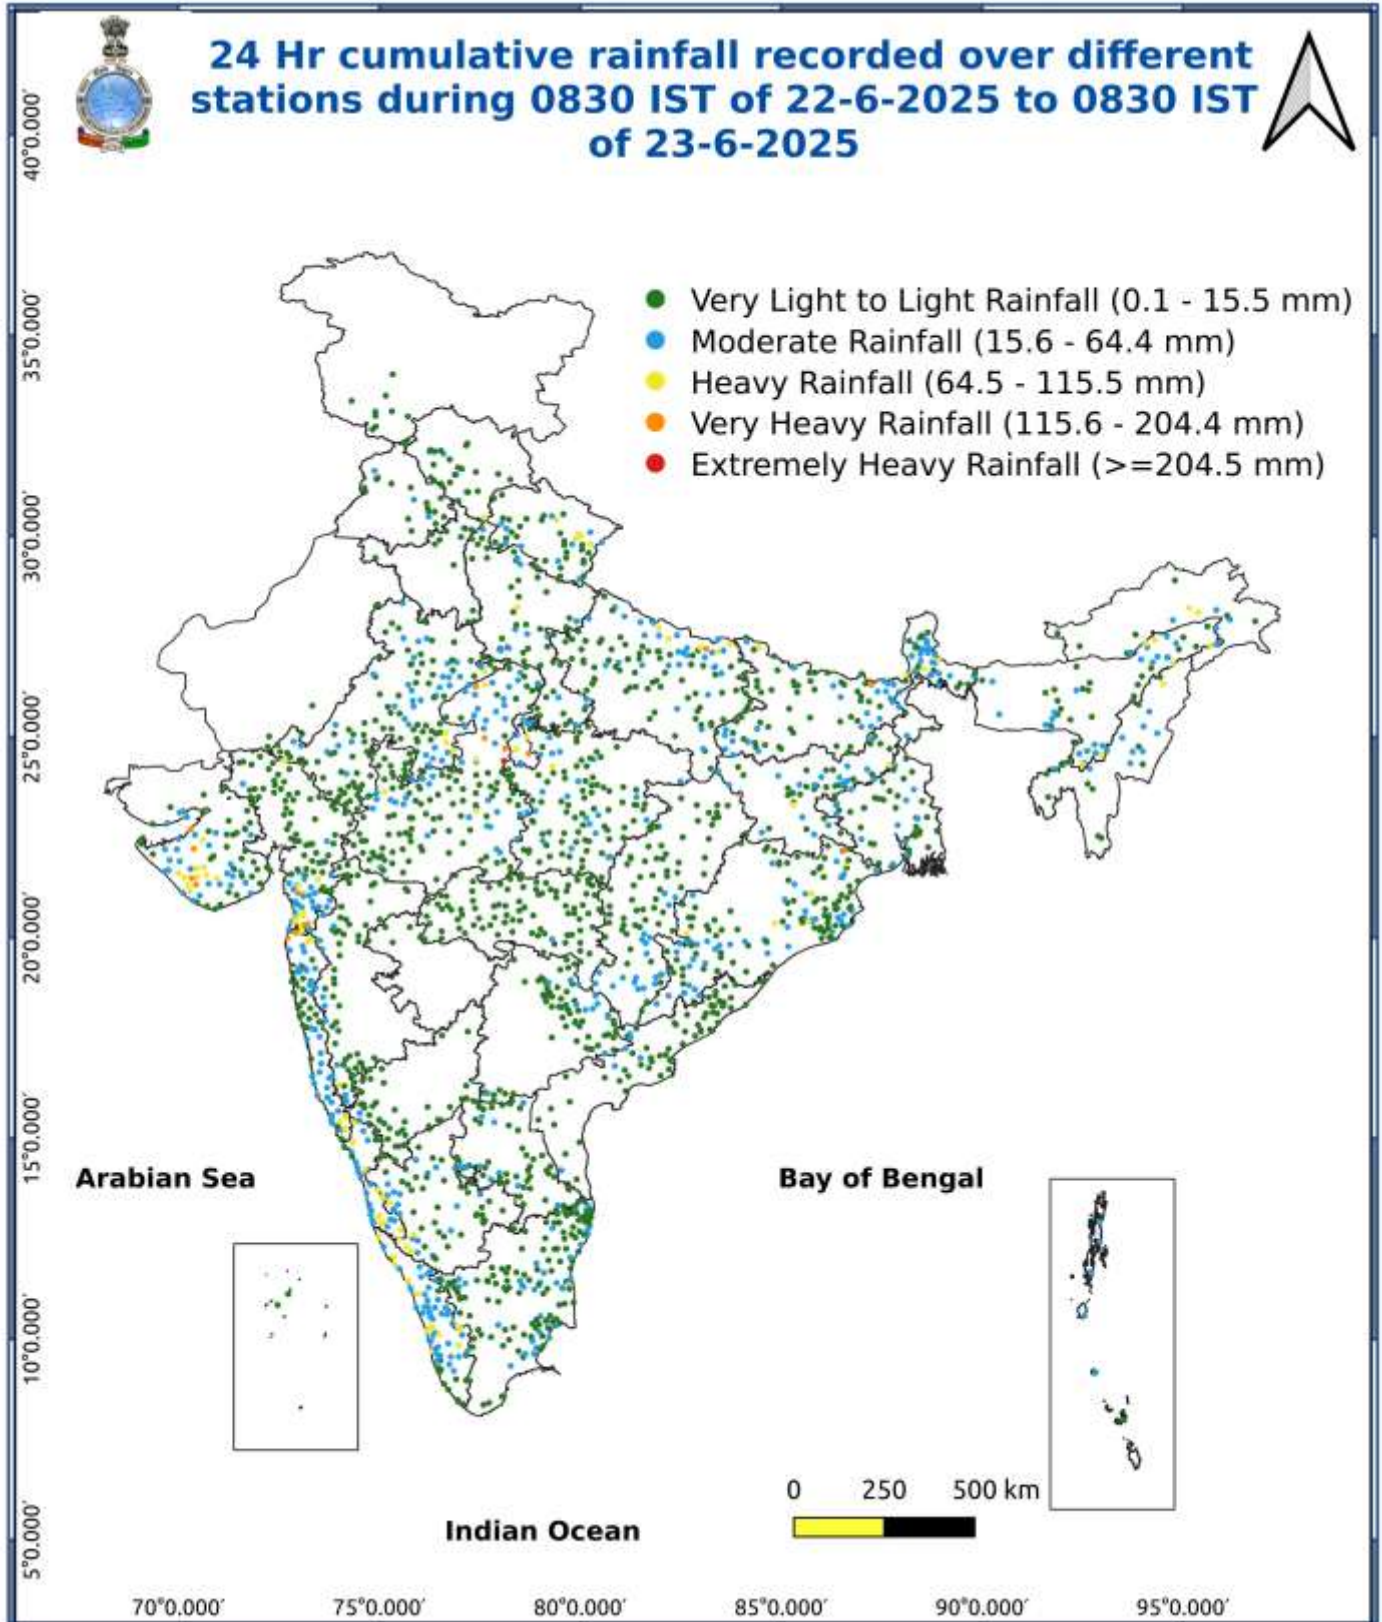 24 Hr cumulative rainfall recorded over different
stations during 0830 IST of 22-6-2025 to 0830 IST
of 23-6-2025
Very Light to Light Rainfall (0.1 - 15.5 mm)
Moderate Rainfall (15.6 - 64.4 mm)
Heavy Rainfall (64.5 - 115.5 mm)
Very Heavy Rainfall (115.6 - 204.4 mm)
Extremely Heavy Rainfall (>=204.5 mm)
40°0.000′
35°0.000′
30°0.000′
25°0.000′
20°0.000′
15°0.000′
10°0.000′
5°0.000′
Arabian Sea
Bay of Bengal
Indian Ocean
0 250 500 km
70°0.000′ 75°0.000′ 80°0.000′ 85°0.000′ 90°0.000′ 95°0.000′